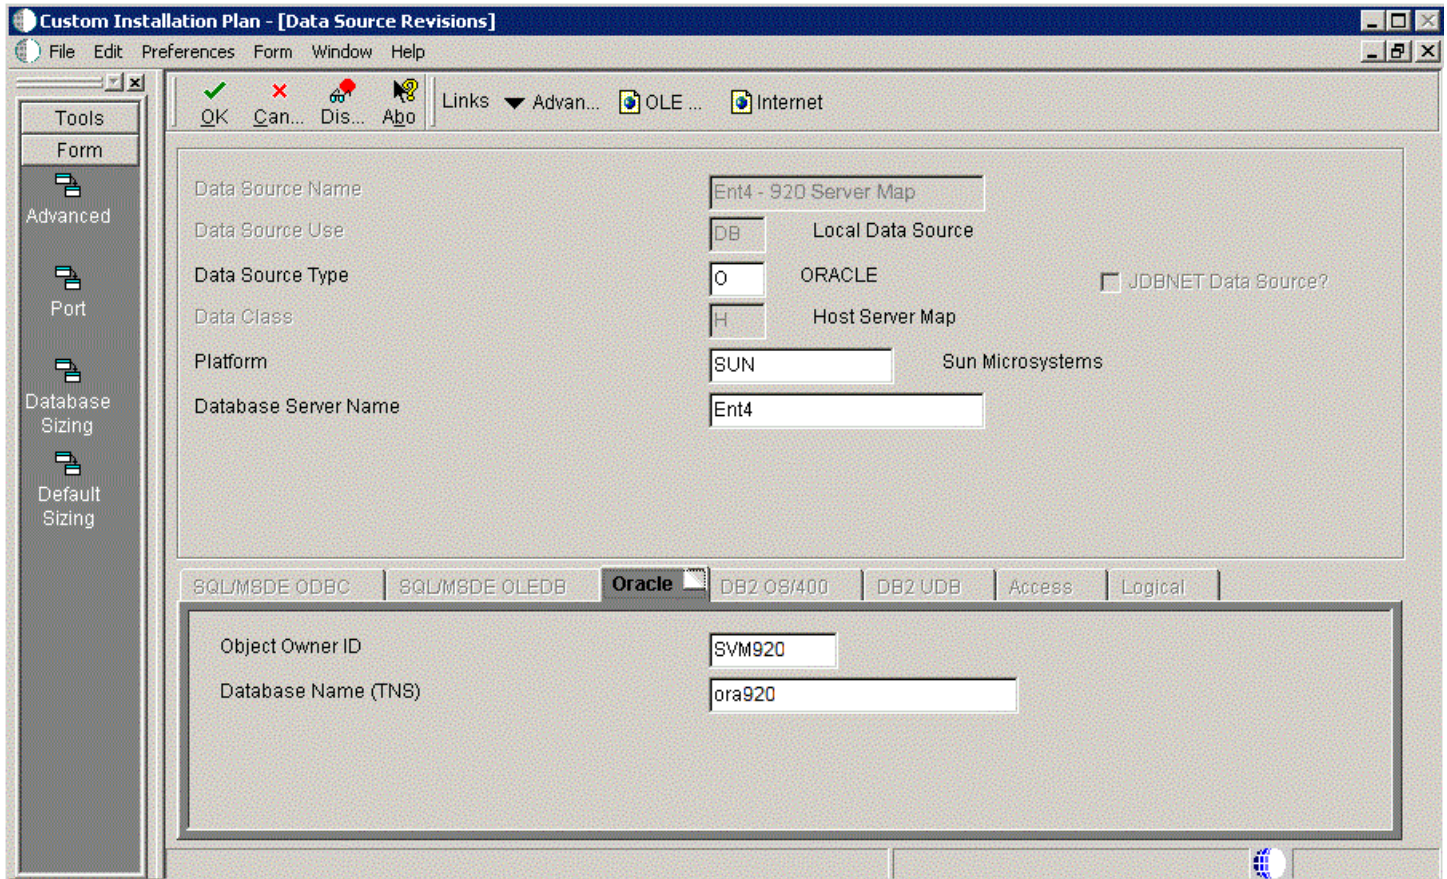 Custom Installation Plan - [Data Source Revisions]
File Edit Preferences Form Window Help
OK Can... Dis... Abo Links Advan... OLE ... Internet
Tools
Form
Advanced
Port
Database
Sizing
Default
Sizing
Data Source Name Ent4 - 920 Server Map
Data Source Use DB Local Data Source
Data Source Type O ORACLE JDBNET Data Source?
Data Class H Host Server Map
Platform SUN Sun Microsystems
Database Server Name Ent4
SQL/MSDE ODBC SQL/MSDE OLEDB Oracle DB2 OS/400 DB2 UDB Access Logical
Object Owner ID SVM920
Database Name (TNS) ora920